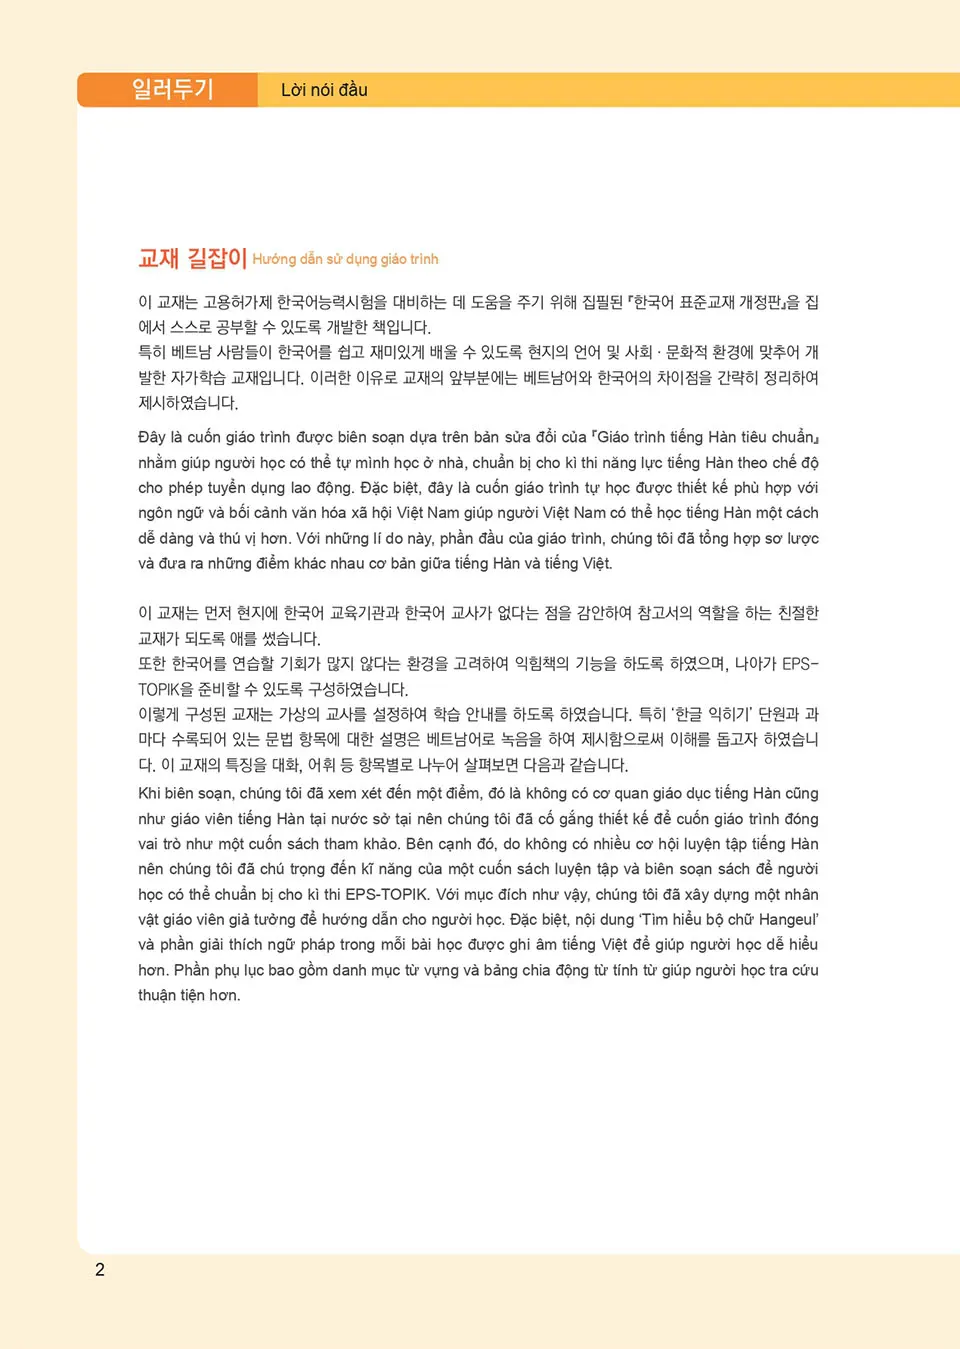 일러두기 Lời nói đầu
교재 길잡이 Hướng dẫn sử dụng giáo trình
이 교재는 고용허가제 한국어능력시험을 대비하는 데 도움을 주기 위해 집필된 『한국어 표준교재 개정판』을 집
에서 스스로 공부할 수 있도록 개발한 책입니다.
특히 베트남 사람들이 한국어를 쉽고 재미있게 배울 수 있도록 현지의 언어 및 사회·문화적 환경에 맞추어 개
발한 자가학습 교재입니다. 이러한 이유로 교재의 앞부분에는 베트남어와 한국어의 차이점을 간략히 정리하여
제시하였습니다.
Đây là cuốn giáo trình được biên soạn dựa trên bản sửa đổi của 『Giáo trình tiếng Hàn tiêu chuẩn』
nhằm giúp người học có thể tự mình học ở nhà, chuẩn bị cho kì thi năng lực tiếng Hàn theo chế độ
cho phép tuyển dụng lao động. Đặc biệt, đây là cuốn giáo trình tự học được thiết kế phù hợp với
ngôn ngữ và bối cảnh văn hóa xã hội Việt Nam giúp người Việt Nam có thể học tiếng Hàn một cách
dễ dàng và thú vị hơn. Với những lí do này, phần đầu của giáo trình, chúng tôi đã tổng hợp sơ lược
và đưa ra những điểm khác nhau cơ bản giữa tiếng Hàn và tiếng Việt.
이 교재는 먼저 현지에 한국어 교육기관과 한국어 교사가 없다는 점을 감안하여 참고서의 역할을 하는 친절한
교재가 되도록 애를 썼습니다.
또한 한국어를 연습할 기회가 많지 않다는 환경을 고려하여 익힘책의 기능을 하도록 하였으며, 나아가 EPS-
TOPIK을 준비할 수 있도록 구성하였습니다.
이렇게 구성된 교재는 가상의 교사를 설정하여 학습 안내를 하도록 하였습니다. 특히 '한글 익히기' 단원과 과
마다 수록되어 있는 문법 항목에 대한 설명은 베트남어로 녹음을 하여 제시함으로써 이해를 돕고자 하였습니
다. 이 교재의 특징을 대화, 어휘 등 항목별로 나누어 살펴보면 다음과 같습니다.
Khi biên soạn, chúng tôi đã xem xét đến một điểm, đó là không có cơ quan giáo dục tiếng Hàn cũng
như giáo viên tiếng Hàn tại nước sở tại nên chúng tôi đã cố gắng thiết kế để cuốn giáo trình đóng
vai trò như một cuốn sách tham khảo. Bên cạnh đó, do không có nhiều cơ hội luyện tập tiếng Hàn
nên chúng tôi đã chú trọng đến kĩ năng của một cuốn sách luyện tập và biên soạn sách để người
học có thể chuẩn bị cho kì thi EPS-TOPIK. Với mục đích như vậy, chúng tôi đã xây dựng một nhân
vật giáo viên giả tưởng để hướng dẫn cho người học. Đặc biệt, nội dung 'Tìm hiểu bộ chữ Hangeul'
và phần giải thích ngữ pháp trong mỗi bài học được ghi âm tiếng Việt để giúp người học dễ hiểu
hơn. Phần phụ lục bao gồm danh mục từ vựng và bảng chia động từ tính từ giúp người học tra cứu
thuận tiện hơn.
2